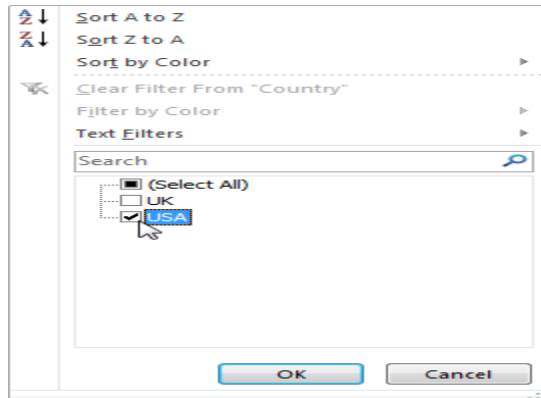 Sort A to Z
Sort Z to A
Sort by Color
Clear Filter From "Country"
Filter by Color
Text Filters
Search
(Select All)
UK
USA
OK Cancel